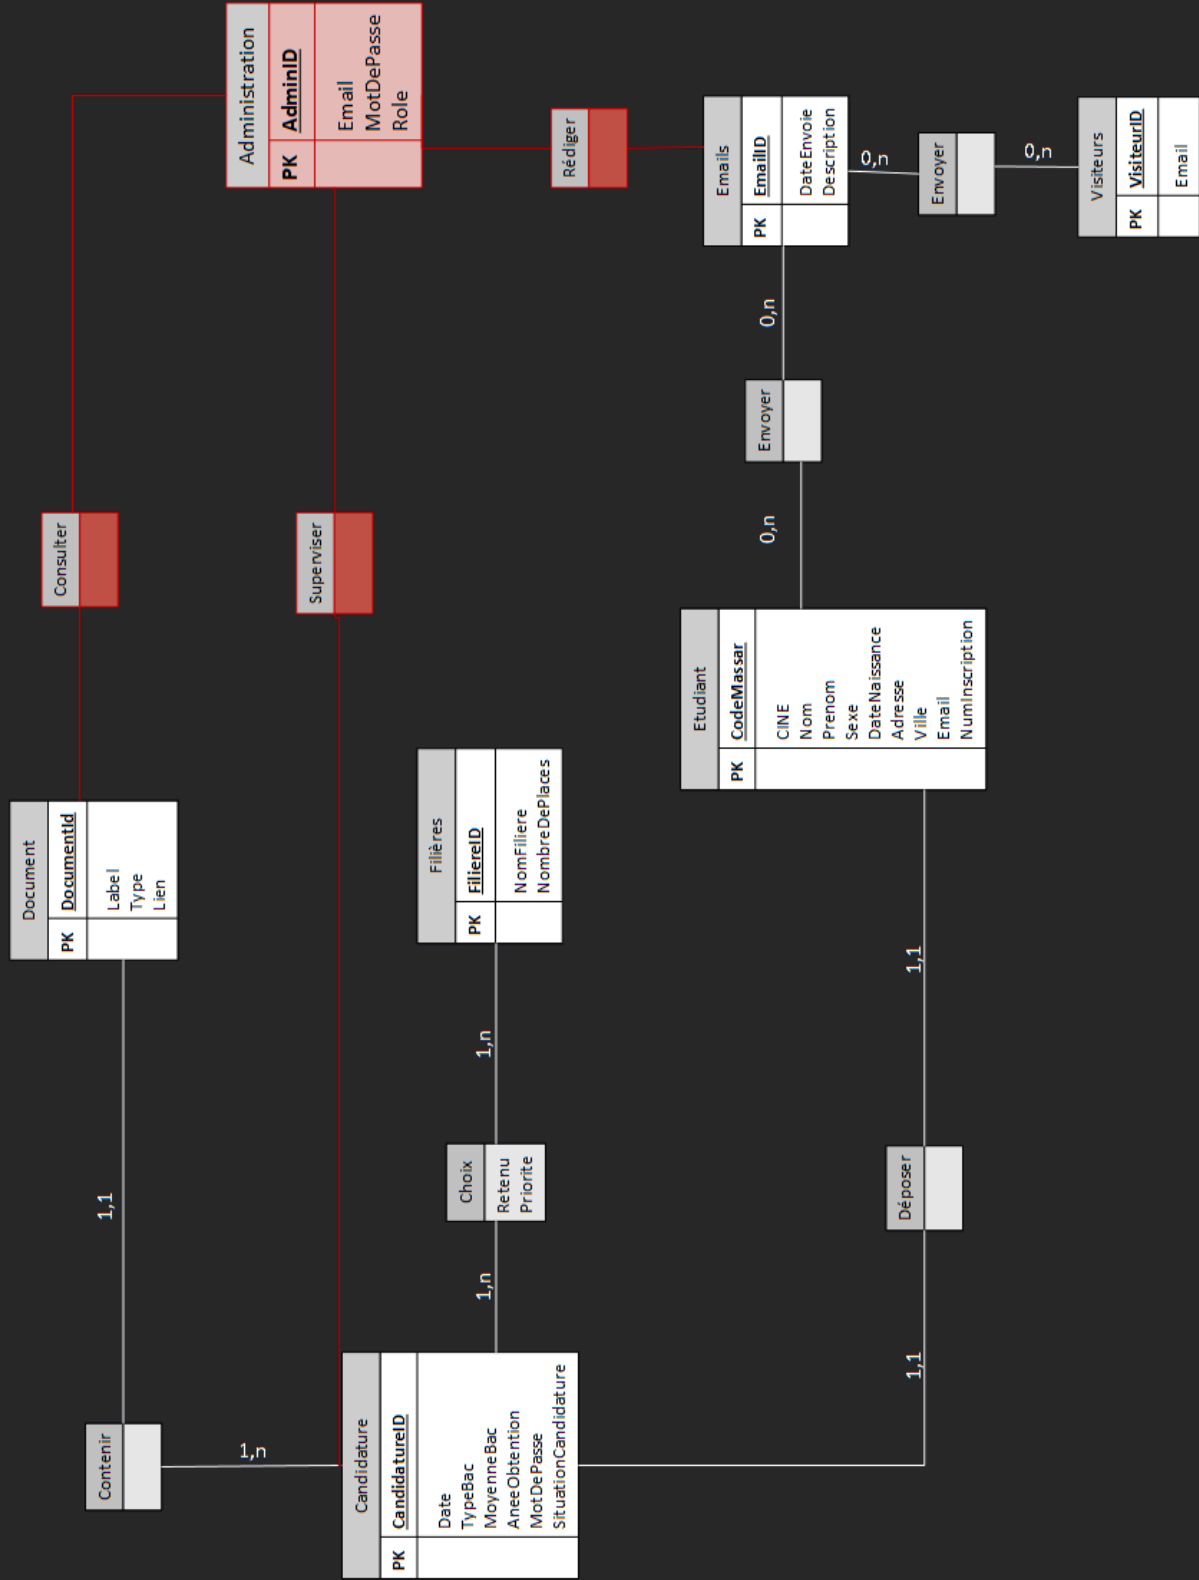 Candidature
PK CandidatureID
Date
TypeBac
MoyenneBac
AneeObtention
MotDePasse
SituationCandidature
Contenir
1,n
1,1
Document
PK DocumentId
Label
Type
Lien
Consulter
Administration
PK AdminID
Email
MotDePasse
Role
Superviser
Rédiger
1,n
Choix
Retenu
Priorite
1,n
Filières
PK FiliereID
NomFiliere
NombreDePlaces
1,1
Déposer
1,1
Etudiant
PK CodeMassar
CINE
Nom
Prenom
Sexe
DateNaissance
Adresse
Ville
Email
NumInscription
0,n
Envoyer
0,n
Emails
PK EmailID
DateEnvoie
Description
0,n
Envoyer
0,n
Visiteurs
PK VisiteurID
Email